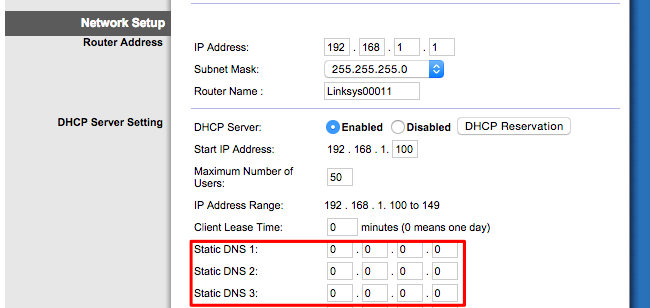 Network Setup
Router Address
IP Address: 192 . 168 . 1 . 1
Subnet Mask: 255.255.255.0
Router Name : Linksys00011
DHCP Server Setting
DHCP Server: Enabled Disabled DHCP Reservation
Start IP Address: 192 . 168 . 1. 100
Maximum Number of
Users: 50
IP Address Range: 192 . 168 . 1. 100 to 149
Client Lease Time: 0 minutes (0 means one day)
Static DNS 1: 0 . 0 . 0 . 0
Static DNS 2: 0 . 0 . 0 . 0
Static DNS 3: 0 . 0 . 0 . 0